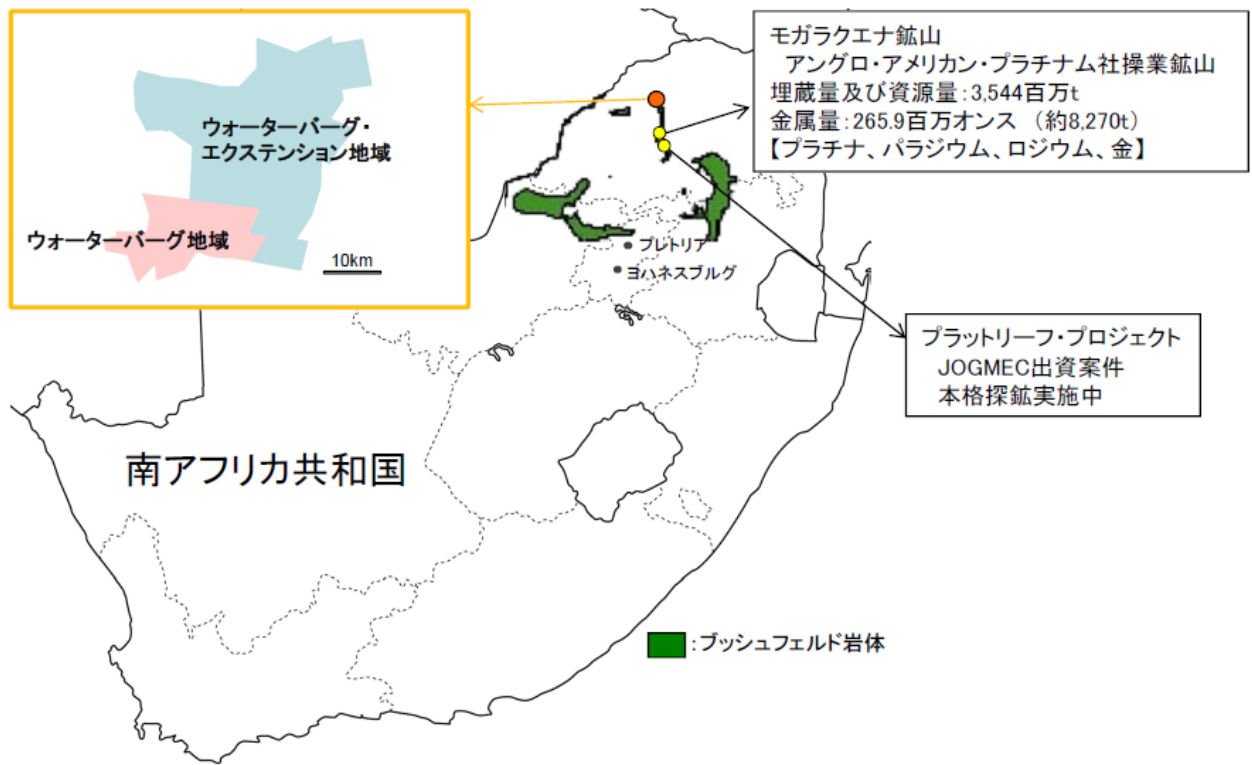 ウォーターバーグ・
エクステンション地域
ウォーターバーグ地域
10km
モガラクエナ鉱山
アングロ・アメリカン・プラチナム社操業鉱山
埋蔵量及び資源量:3,544百万t
金属量:265.9百万オンス (約8,270t)
【プラチナ、パラジウム、ロジウム、金】
プレトリア
ヨハネスブルグ
プラットリーフ・プロジェクト
JOGMEC出資案件
本格探鉱実施中
南アフリカ共和国
:ブッシュフェルド岩体